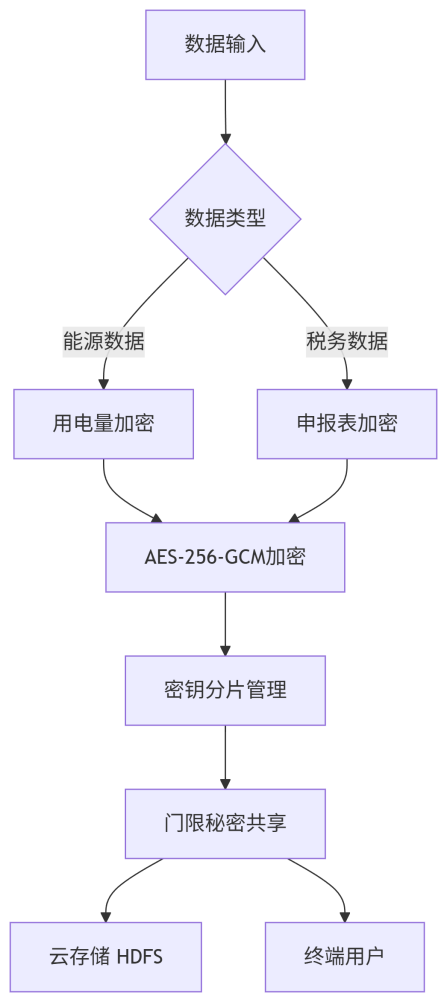 数据输入
数据类型
能源数据
税务数据
用电量加密
申报表加密
AES-256-GCM加密
密钥分片管理
门限秘密共享
云存储 HDFS
终端用户